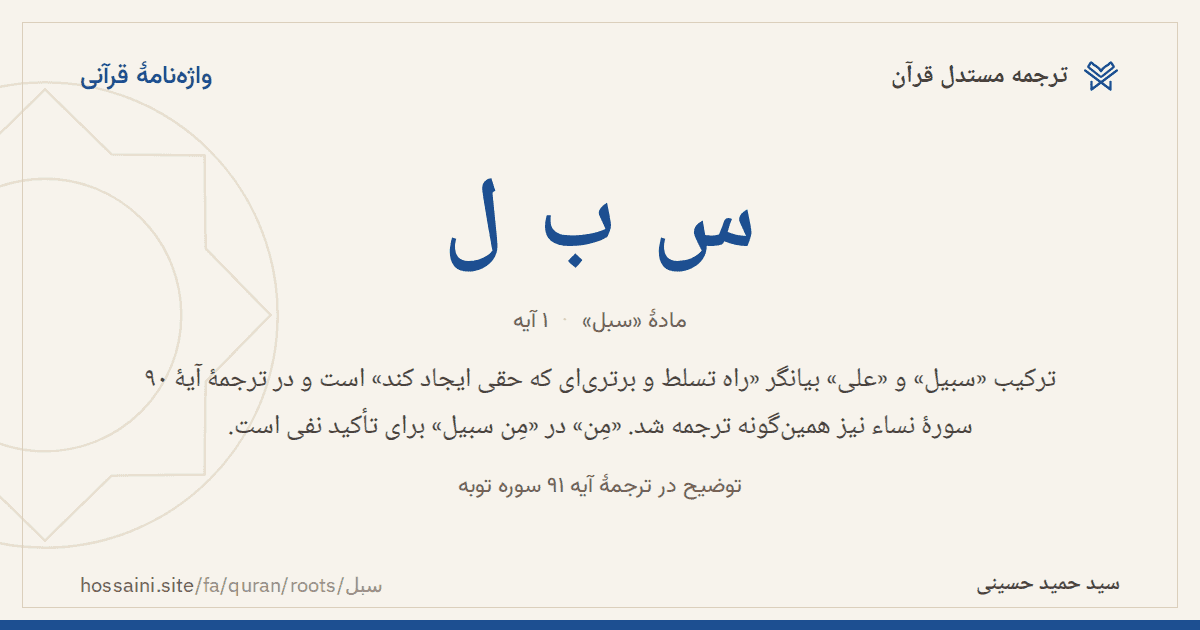 ترجمه مستدل قرآن
واژه‌نامهٔ قرآنی
س ب ل
مادهٔ «سبل» · ۱ آیه
ترکیب «سبیل» و «علی» بیانگر «راه تسلط و برتری‌ای که حقی ایجاد کند» است و در ترجمهٔ آیهٔ ۹۰
سورهٔ نساء نیز همین‌گونه ترجمه شد. «مِن» در «مِن سبیل» برای تأکید نفی است.
توضیح در ترجمهٔ آیه ۹۱ سوره توبه
سید حمید حسینی
hossaini.site/fa/quran/roots/سبل